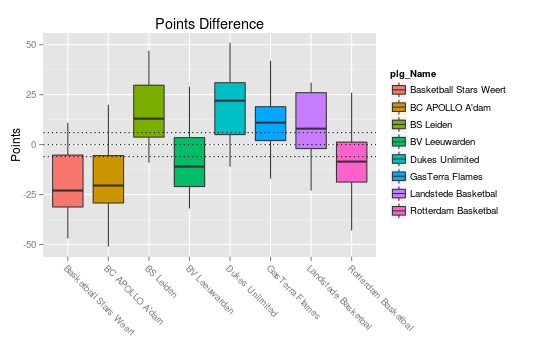 Points Difference
Points
50
25
0
-25
-50
Basketball Stars Weert
BC APOLLO A'dam
BS Leiden
BV Leeuwarden
Dukes Unlimited
GasTerra Flames
Landstede Basketbal
Rotterdam Basketbal
plg_Name
Basketball Stars Weert
BC APOLLO A'dam
BS Leiden
BV Leeuwarden
Dukes Unlimited
GasTerra Flames
Landstede Basketbal
Rotterdam Basketbal